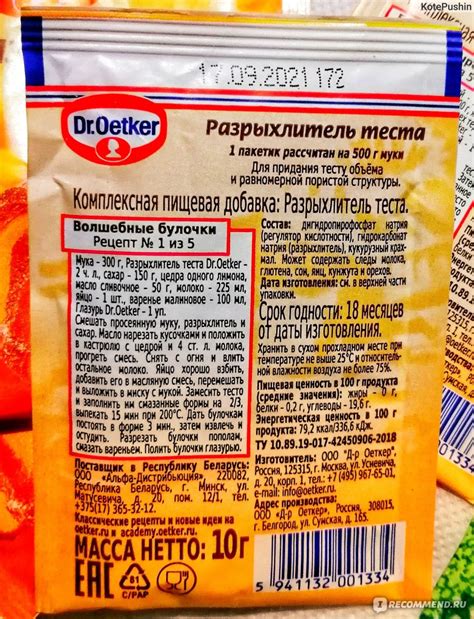 KotePushin
17.09.2021 172
Dr.Oetker
Разрыхлитель теста
1 пакетик рассчитан на 500 г муки
Для придания тесту объёма
и равномерной пористой структуры.
Комплексная пищевая добавка: Разрыхлитель теста.
Волшебные булочки
Рецепт № 1 из 5
Мука - 300 г, Разрыхлитель теста Dr.Oetker -
2 ч. л., сахар - 150 г, цедра одного лимона,
масло сливочное - 50 г, молоко - 225 мл,
яйцо - 1 шт., варенье малиновое - 100 мл,
Глазурь Dr.Oetker - 1 уп.
Смешать просеянную муку, разрыхлитель и
сахар. Масло нарезать кусочками и положить
в кастрюлю с цедрой и 4 ст. л. молока,
прогреть смесь. Снять с огня и влить
остальное молоко. Яйцо хорошо взбить,
добавить его в масляную смесь, перемешать
и выложить в миску с мукой. Замесить тесто
и заполнить им смазанные формы на 2/3,
выпекать 15 мин при 200°С. Дать булочкам
постоять в форме 3 мин., затем извлечь и
остудить. Разрезать булочки пополам,
смазать вареньем. Полить булочки глазурью.
Состав: дигидропирофосфат натрия
(регулятор кислотности), гидрокарбонат
натрия (разрыхлитель), кукурузный крах-
мал. Может содержать следы молока,
глютена, сои, яиц, кунжута и орехов.
Дата изготовления: см. в верхней части
упаковки.
Срок годности: 18 месяцев
от даты изготовления.
Хранить в сухом прохладном месте при
температуре не выше 25°С и относитель-
ной влажности воздуха не более 75%.
Пищевая ценность в 100 г продукта
(средние значения): жиры - 0 г,
белки - 0,2 г, углеводы - 19,6 г.
Энергетическая ценность в 100 г
продукта: 79,2 ккал/336,6 кДж.
ТУ 10.89.19-017-42450906-2018
Поставщик в Республику Беларусь:
ООО «Альфа-Дистрибьюция», 220082,
Республика Беларусь, г. Минск, ул.
Матусевича, д. 20, пом. 12/1, тел.
+375(17) 365-32-12.
Классические рецепты и новые идеи на
oetker.ru и academy.oetker.ru
МАССА НЕТТО: 10г
Изготовлено: ООО «Д-р Оеткер»,
Россия, 125315, г. Москва, ул. Усиевича,
д. 20, корп. 1., тел.: +7 (495) 967-65-01,
e-mail: info@oetker.ru
ООО «Д-р Оеткер», Россия, 308015,
г. Белгород, ул. Сумская, д. 165.
EAC
81
C/PAP
5 941132 001334
RECOMMEND.RU